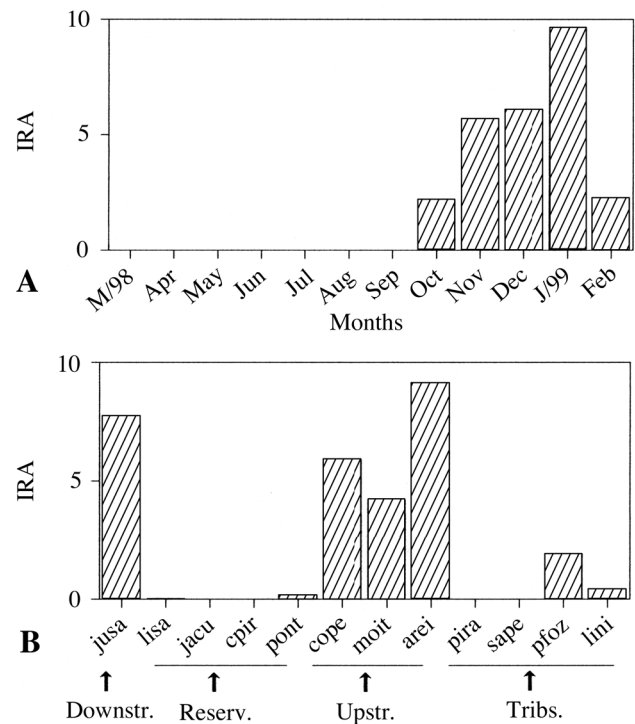 10
IRA
5
0
M/98 Apr May Jun Jul Aug Sep Oct Nov Dec J/99 Feb
A
Months
10
IRA
5
0
jusa lisa jacu cpir pont cope moit arei pira sape pfoz lini
B
Downstr. Reserv. Upstr. Tribs.